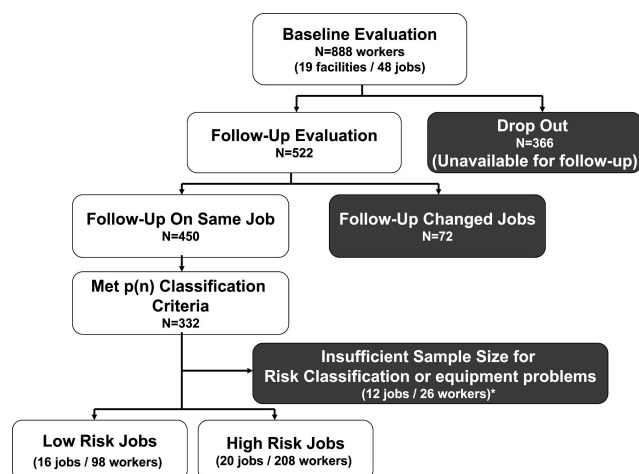 Baseline Evaluation
N=888 workers
(19 facilities / 48 jobs)
Follow-Up Evaluation
N=522
Drop Out
N=366
(Unavailable for follow-up)
Follow-Up On Same Job
N=450
Follow-Up Changed Jobs
N=72
Met p(n) Classification
Criteria
N=332
Insufficient Sample Size for
Risk Classification or equipment problems
(12 jobs / 26 workers)*
Low Risk Jobs
(16 jobs / 98 workers)
High Risk Jobs
(20 jobs / 208 workers)